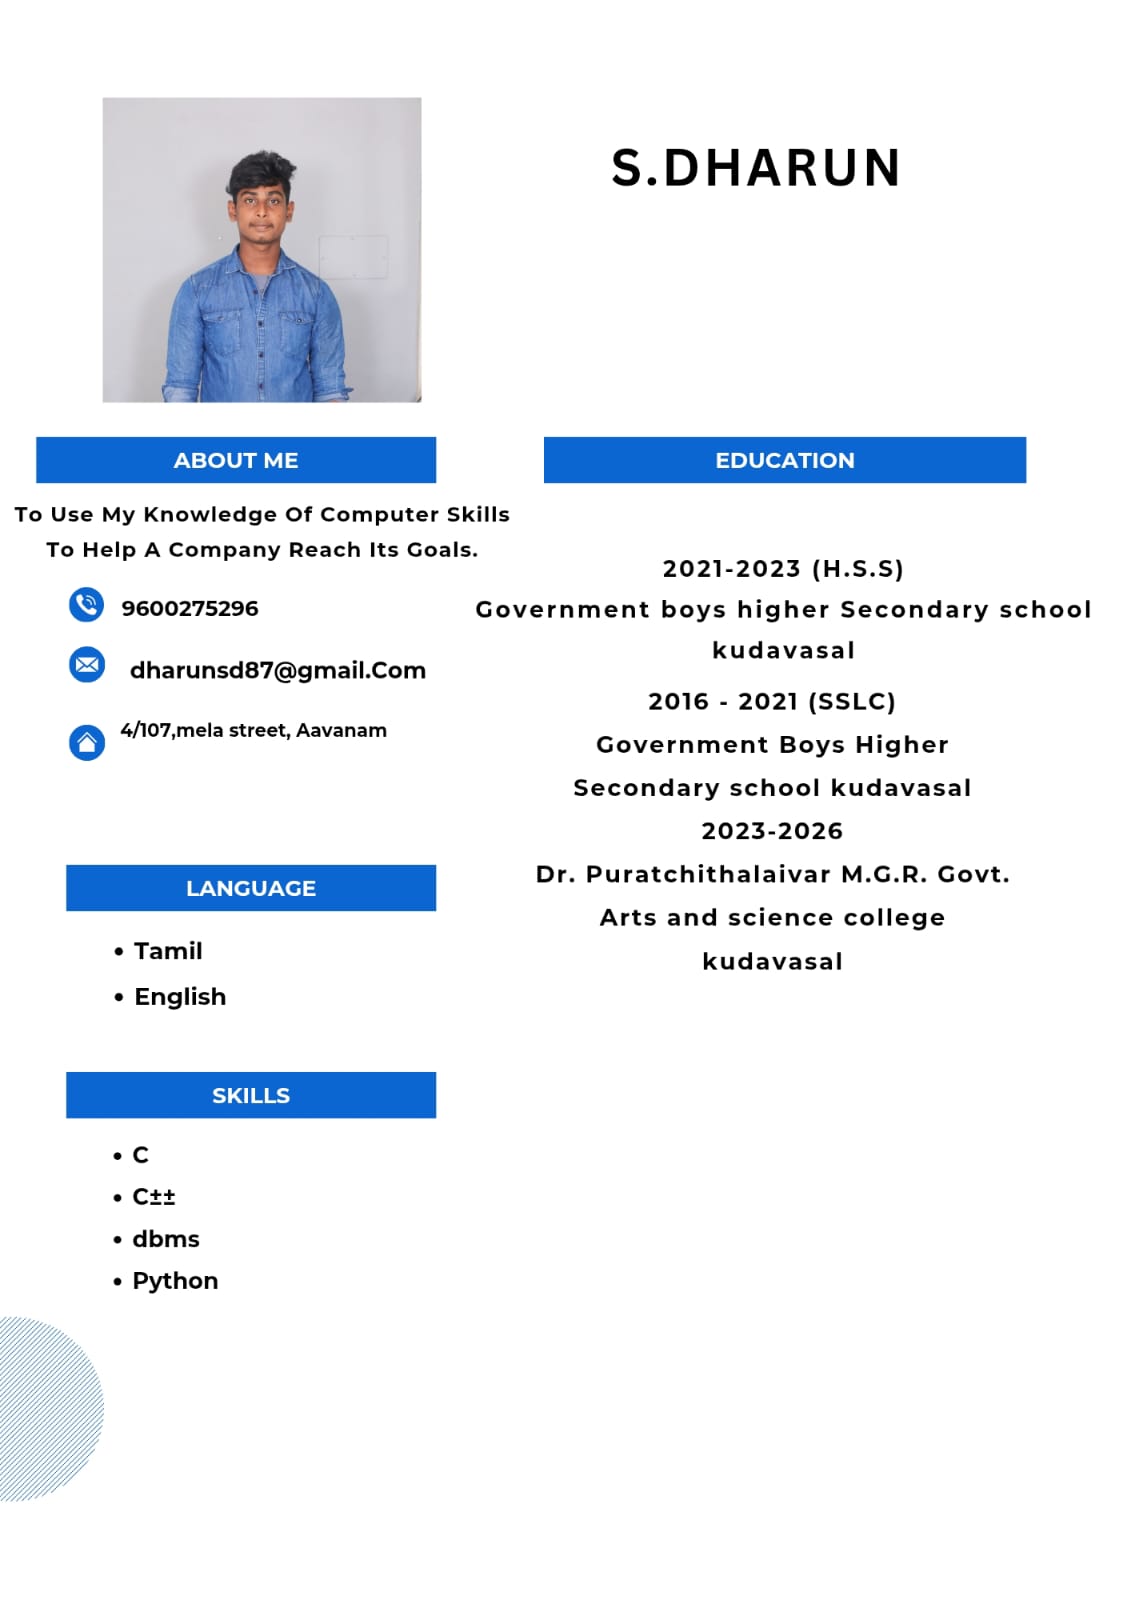 S.DHARUN
ABOUT ME
To Use My Knowledge Of Computer Skills
To Help A Company Reach Its Goals.
9600275296
dharunsd87@gmail.Com
4/107,mela street, Aavanam
LANGUAGE
• Tamil
• English
SKILLS
• C
• C±±
• dbms
• Python
EDUCATION
2021-2023 (H.S.S)
Government boys higher Secondary school
kudavasal
2016 - 2021 (SSLC)
Government Boys Higher
Secondary school kudavasal
2023-2026
Dr. Puratchithalaivar M.G.R. Govt.
Arts and science college
kudavasal